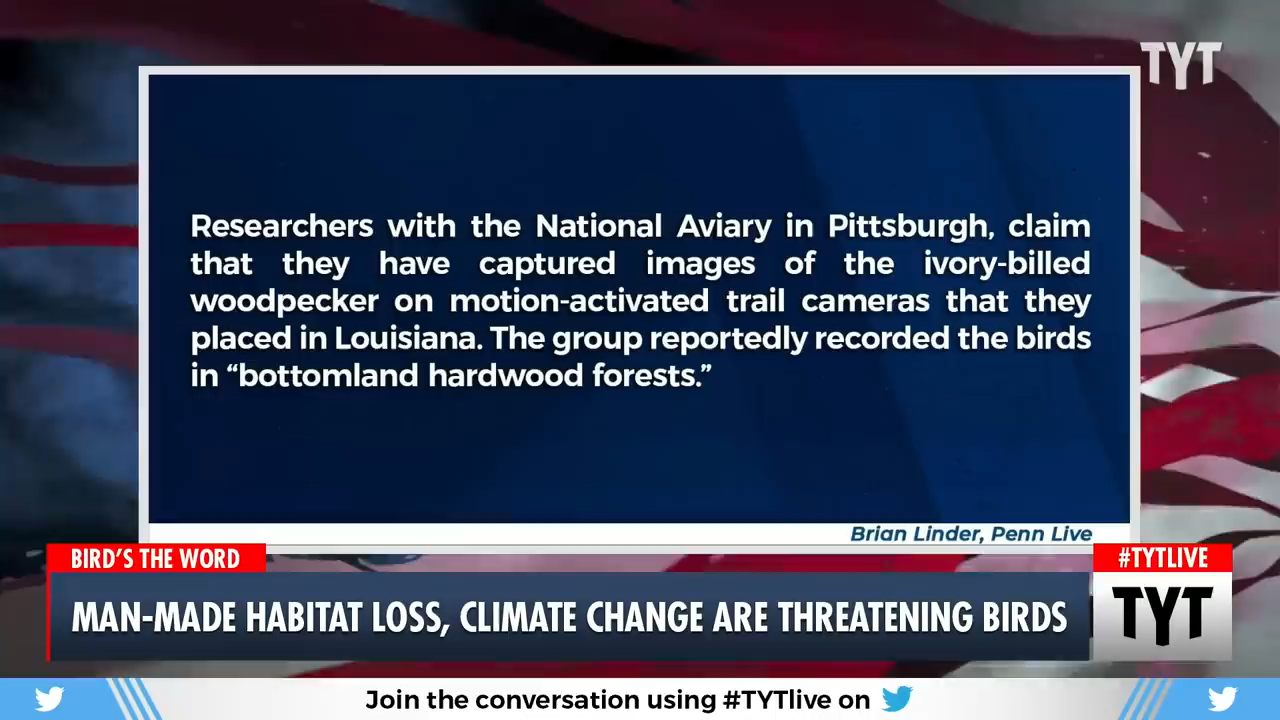 TYT
Researchers with the National Aviary in Pittsburgh, claim
that they have captured images of the ivory-billed
woodpecker on motion-activated trail cameras that they
placed in Louisiana. The group reportedly recorded the birds
in “bottomland hardwood forests.”
Brian Linder, Penn Live
BIRD'S THE WORD
#TYTLIVE
MAN-MADE HABITAT LOSS, CLIMATE CHANGE ARE THREATENING BIRDS
TYT
Join the conversation using #TYTlive on